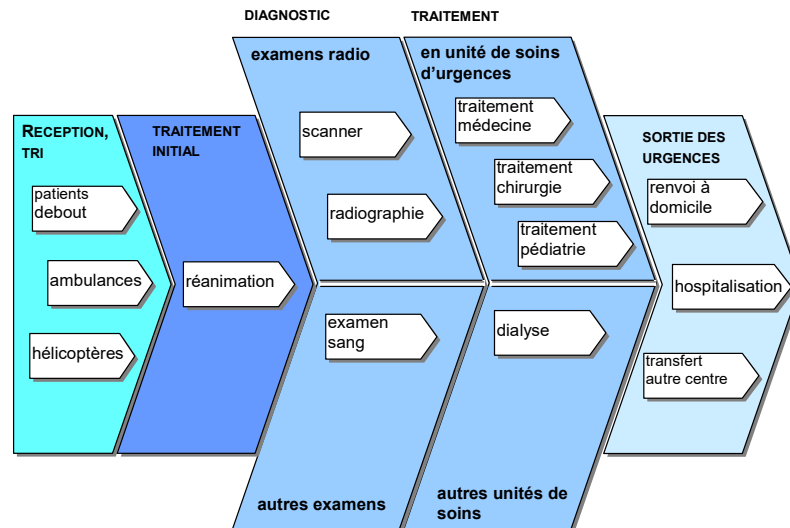 DIAGNOSTIC
TRAITEMENT
examens radio
en unité de soins
d’urgences
RECEPTION,
TRI
TRAITEMENT
INITIAL
SORTIE DES
URGENCES
patients
debout
ambulances
hélicoptères
réanimation
scanner
radiographie
examen
sang
traitement
médecine
traitement
chirurgie
traitement
pédiatrie
dialyse
renvoi à
domicile
hospitalisation
transfert
autre centre
autres examens
autres unités de
soins